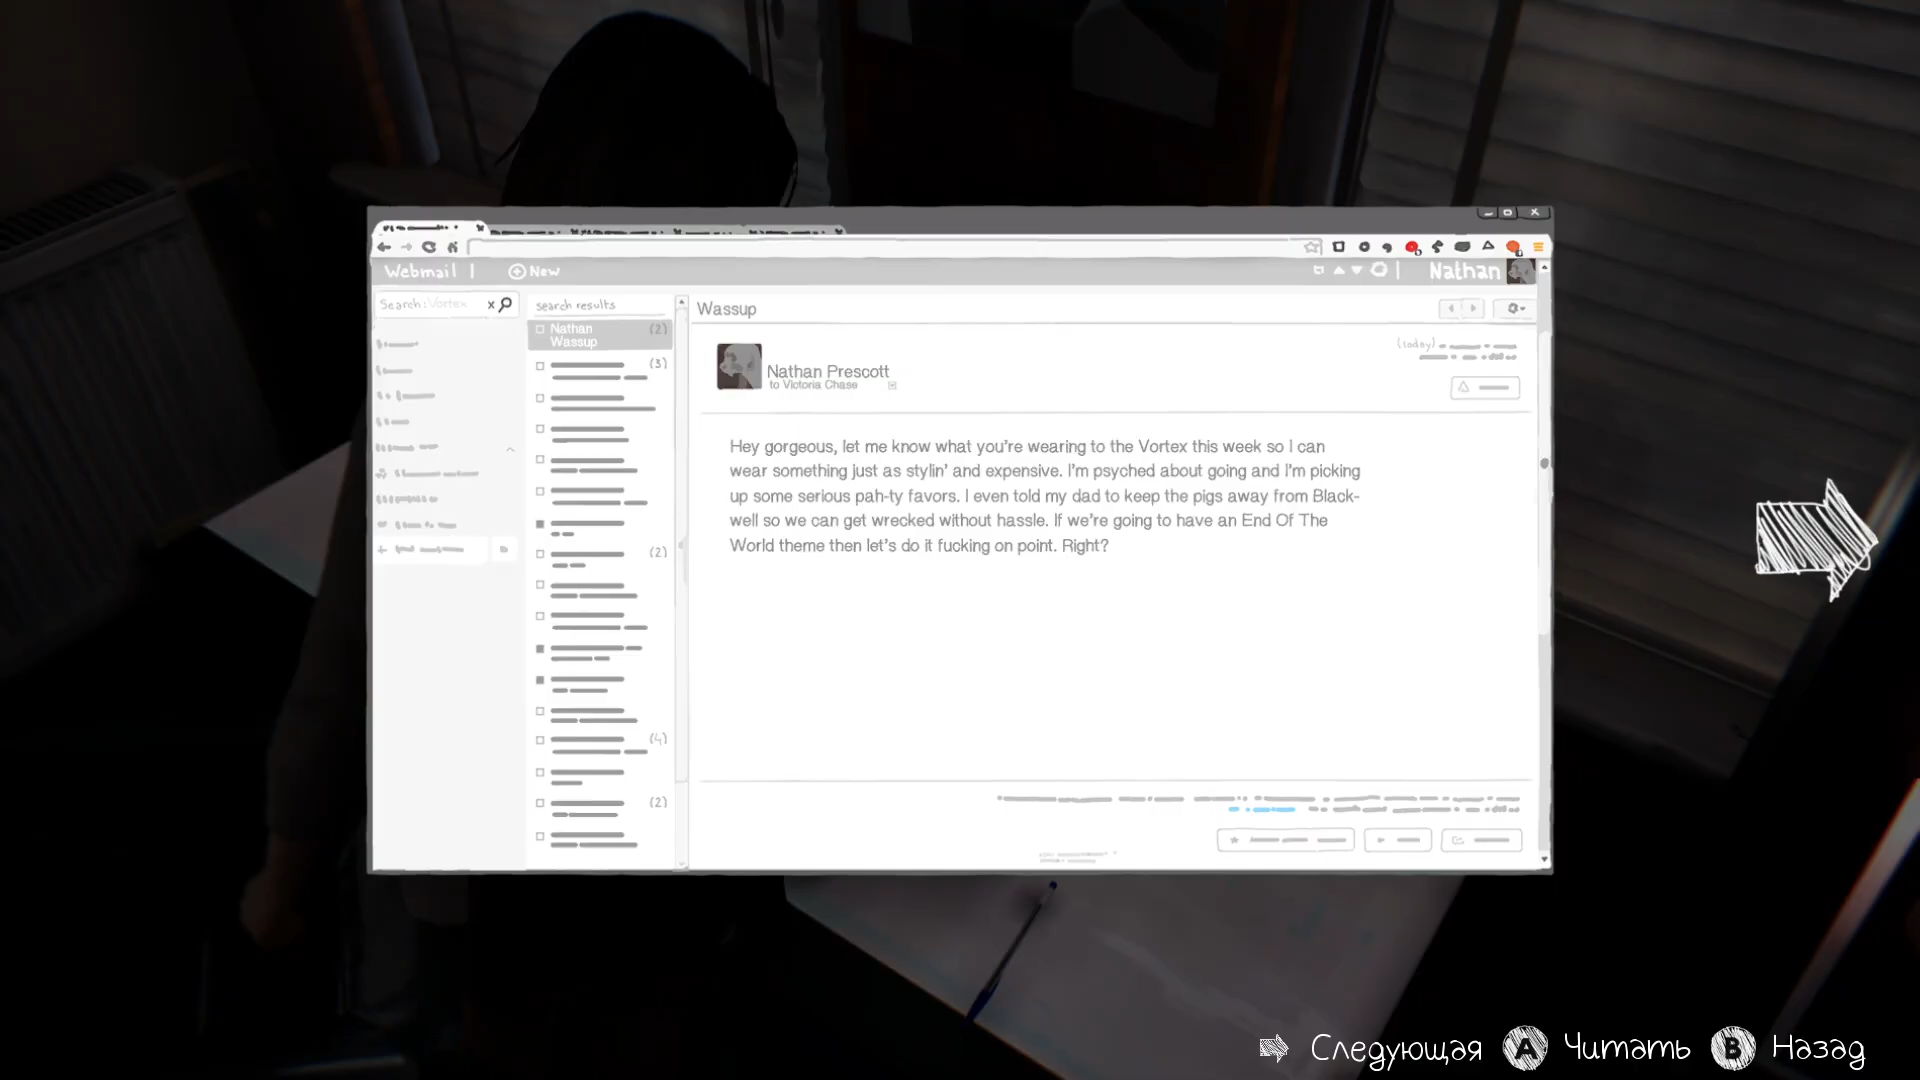 Webmail
New
Nathan
Search: Vortex x
search results
Nathan (2)
Wassup
(3)
(2)
(4)
(2)
Wassup
(today)
Nathan Prescott
to Victoria Chase
Hey gorgeous, let me know what you're wearing to the Vortex this week so I can
wear something just as stylin' and expensive. I'm psyched about going and I'm picking
up some serious pah-ty favors. I even told my dad to keep the pigs away from Black-
well so we can get wrecked without hassle. If we're going to have an End Of The
World theme then let's do it fucking on point. Right?
Следующая A Читать B Назад